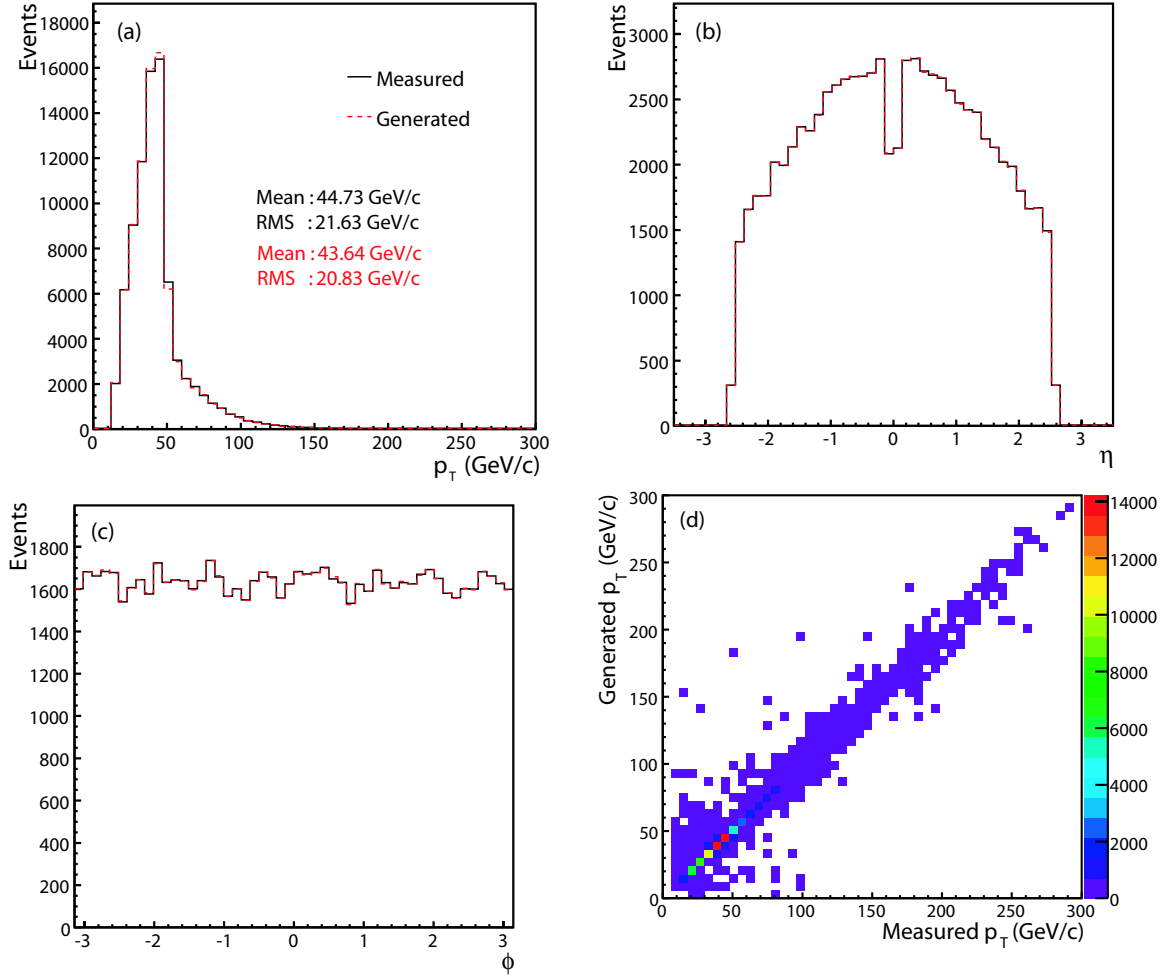 (a)
Events
18000
16000
14000
12000
10000
8000
6000
4000
2000
0
Measured
Generated
Mean : 44.73 GeV/c
RMS : 21.63 GeV/c
Mean : 43.64 GeV/c
RMS : 20.83 GeV/c
0 50 100 150 200 250 300
p_T (GeV/c)
(b)
Events
3000
2500
2000
1500
1000
500
0
-3 -2 -1 0 1 2 3
η
(c)
Events
1800
1600
1400
1200
1000
800
600
400
200
0
-3 -2 -1 0 1 2 3
ϕ
(d)
Generated p_T (GeV/c)
300
250
200
150
100
50
0
0 50 100 150 200 250 300
Measured p_T (GeV/c)
14000
12000
10000
8000
6000
4000
2000
0